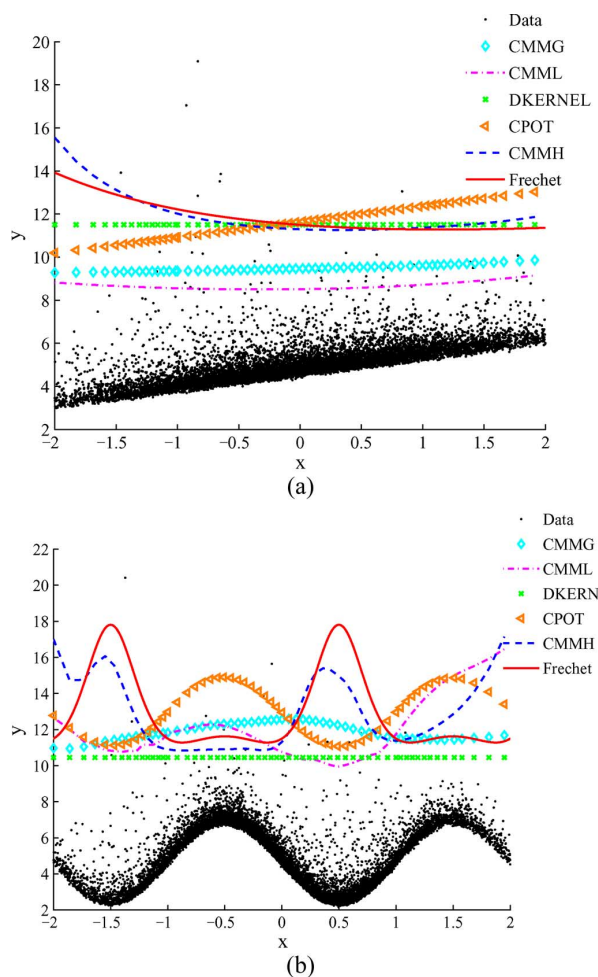 Data
CMMG
CMML
DKERNEL
CPOT
CMMH
Frechet
20
18
16
14
12
10
8
6
4
2
y
−2 −1.5 −1 −0.5 0 0.5 1 1.5 2
x
(a)
Data
CMMG
CMML
DKERN
CPOT
CMMH
Frechet
22
20
18
16
14
12
10
8
6
4
2
y
−2 −1.5 −1 −0.5 0 0.5 1 1.5 2
x
(b)